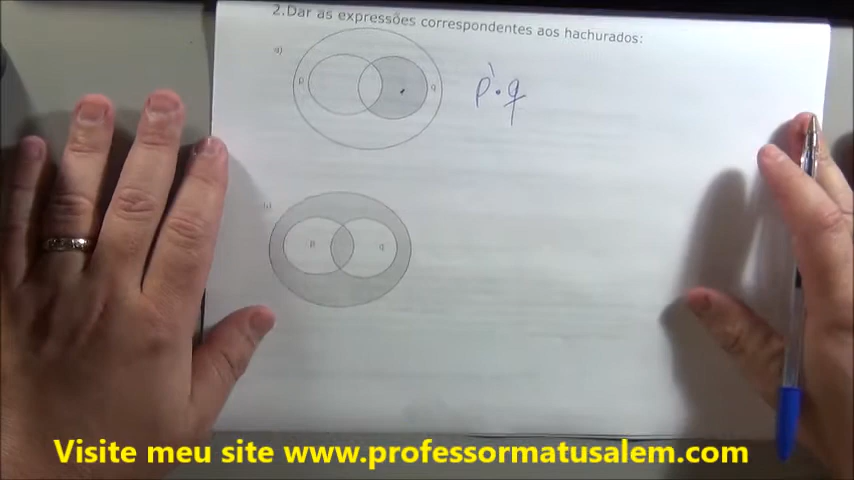 2.Dar as expressões correspondentes aos hachurados:
a)
p q p'·q
b)
p q
Visite meu site www.professormatusalem.com